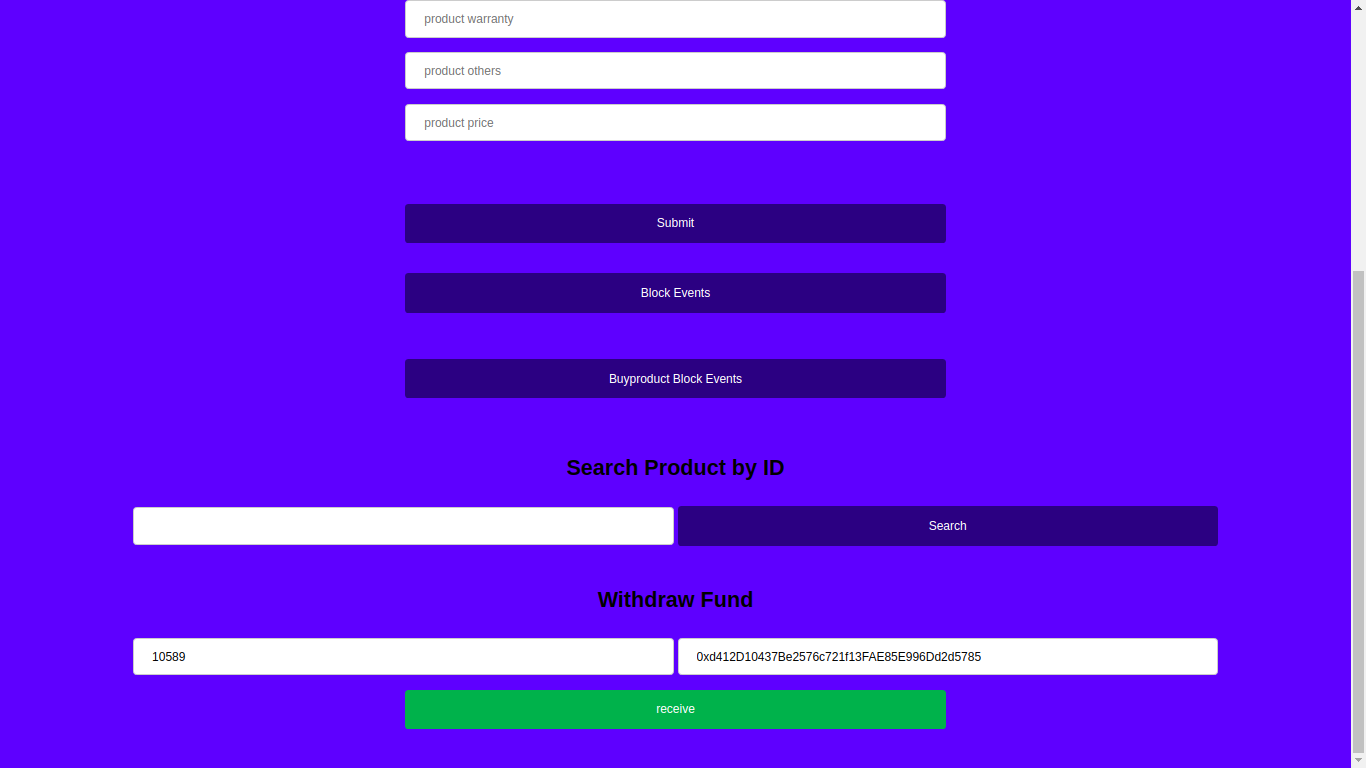 product warranty
product others
product price
Submit
Block Events
Buyproduct Block Events
Search Product by ID
Search
Withdraw Fund
10589 0xd412D10437Be2576c721f13FAE85E996Dd2d5785
receive